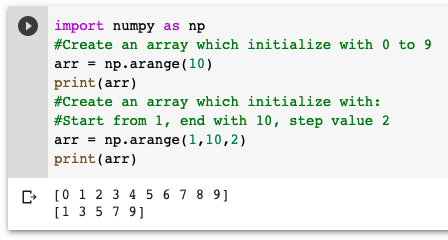 import numpy as np
#Create an array which initialize with 0 to 9
arr = np.arange(10)
print(arr)
#Create an array which initialize with:
#Start from 1, end with 10, step value 2
arr = np.arange(1,10,2)
print(arr)
[0 1 2 3 4 5 6 7 8 9]
[1 3 5 7 9]